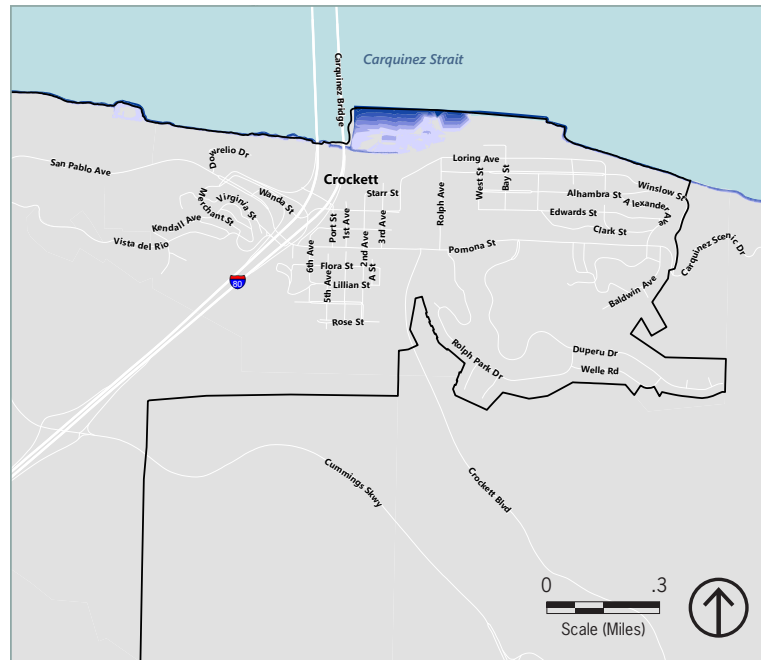 Carquinez Strait
Carquinez Bridge
Crockett
San Pablo Ave
Dowrelio Dr
Wanda St
Virginia St
Merchant St
Kendall Ave
Vista del Rio
Starr St
Loring Ave
West St
Bay St
Rolph Ave
Winslow St
Alhambra St
Alexander Ave
Edwards St
Clark St
Carquinez Scenic Dr
Port St
1st Ave
2nd Ave
3rd Ave
6th Ave
Flora St
A St
5th Ave
Lillian St
Rose St
Pomona St
80
Baldwin Ave
Rolph Park Dr
Duperu Dr
Welle Rd
Cummings Skwy
Crockett Blvd
0 .3
Scale (Miles)